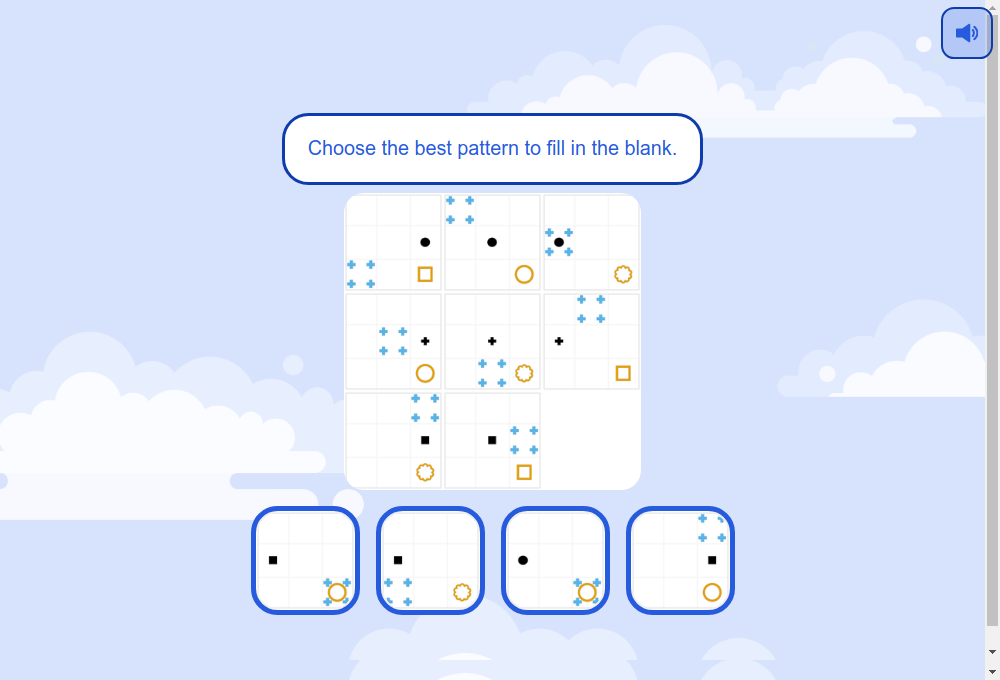 Choose the best pattern to fill in the blank.